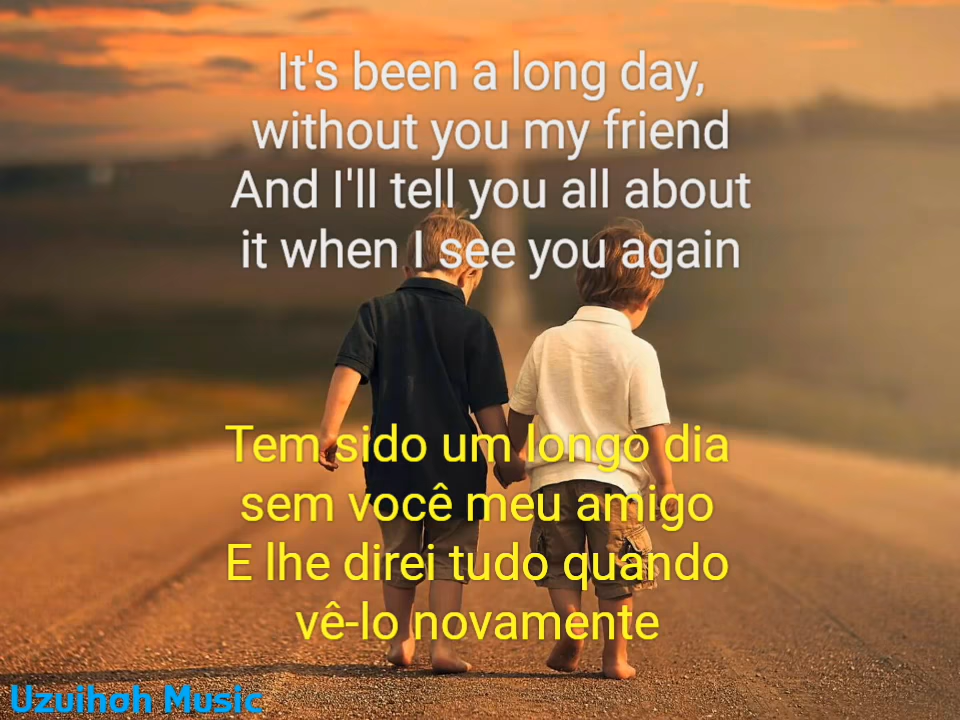 It's been a long day,
without you my friend
And I'll tell you all about
it when I see you again
Tem sido um longo dia
sem você meu amigo
E lhe direi tudo quando
vê-lo novamente
Uzuihoh Music